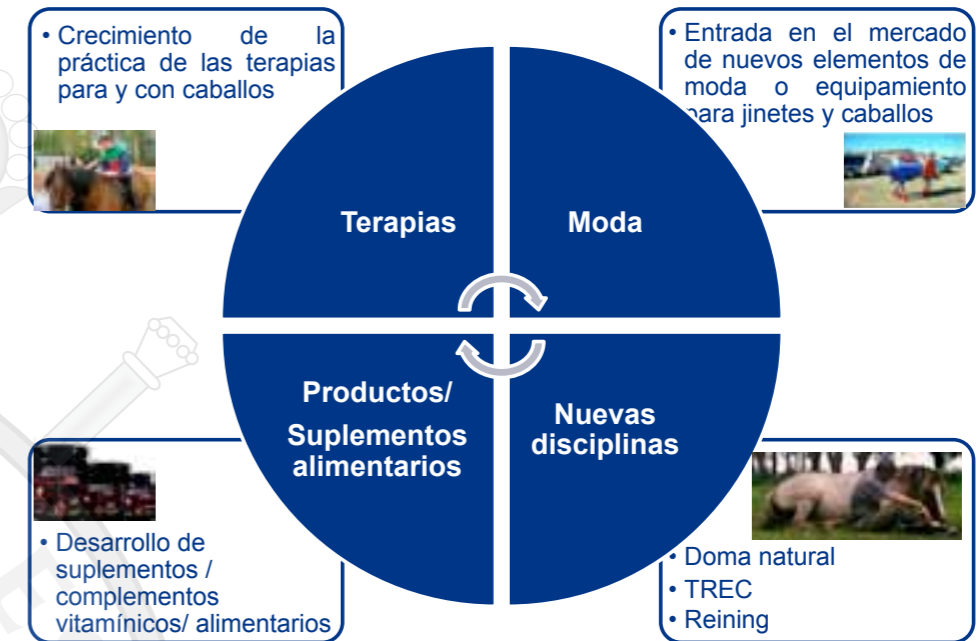 • Crecimiento de la
práctica de las terapias
para y con caballos
• Entrada en el mercado
de nuevos elementos de
moda o equipamiento
para jinetes y caballos
Terapias
Moda
Productos/
Suplementos
alimentarios
Nuevas
disciplinas
• Desarrollo de
suplementos /
complementos
vitamínicos/ alimentarios
• Doma natural
• TREC
• Reining